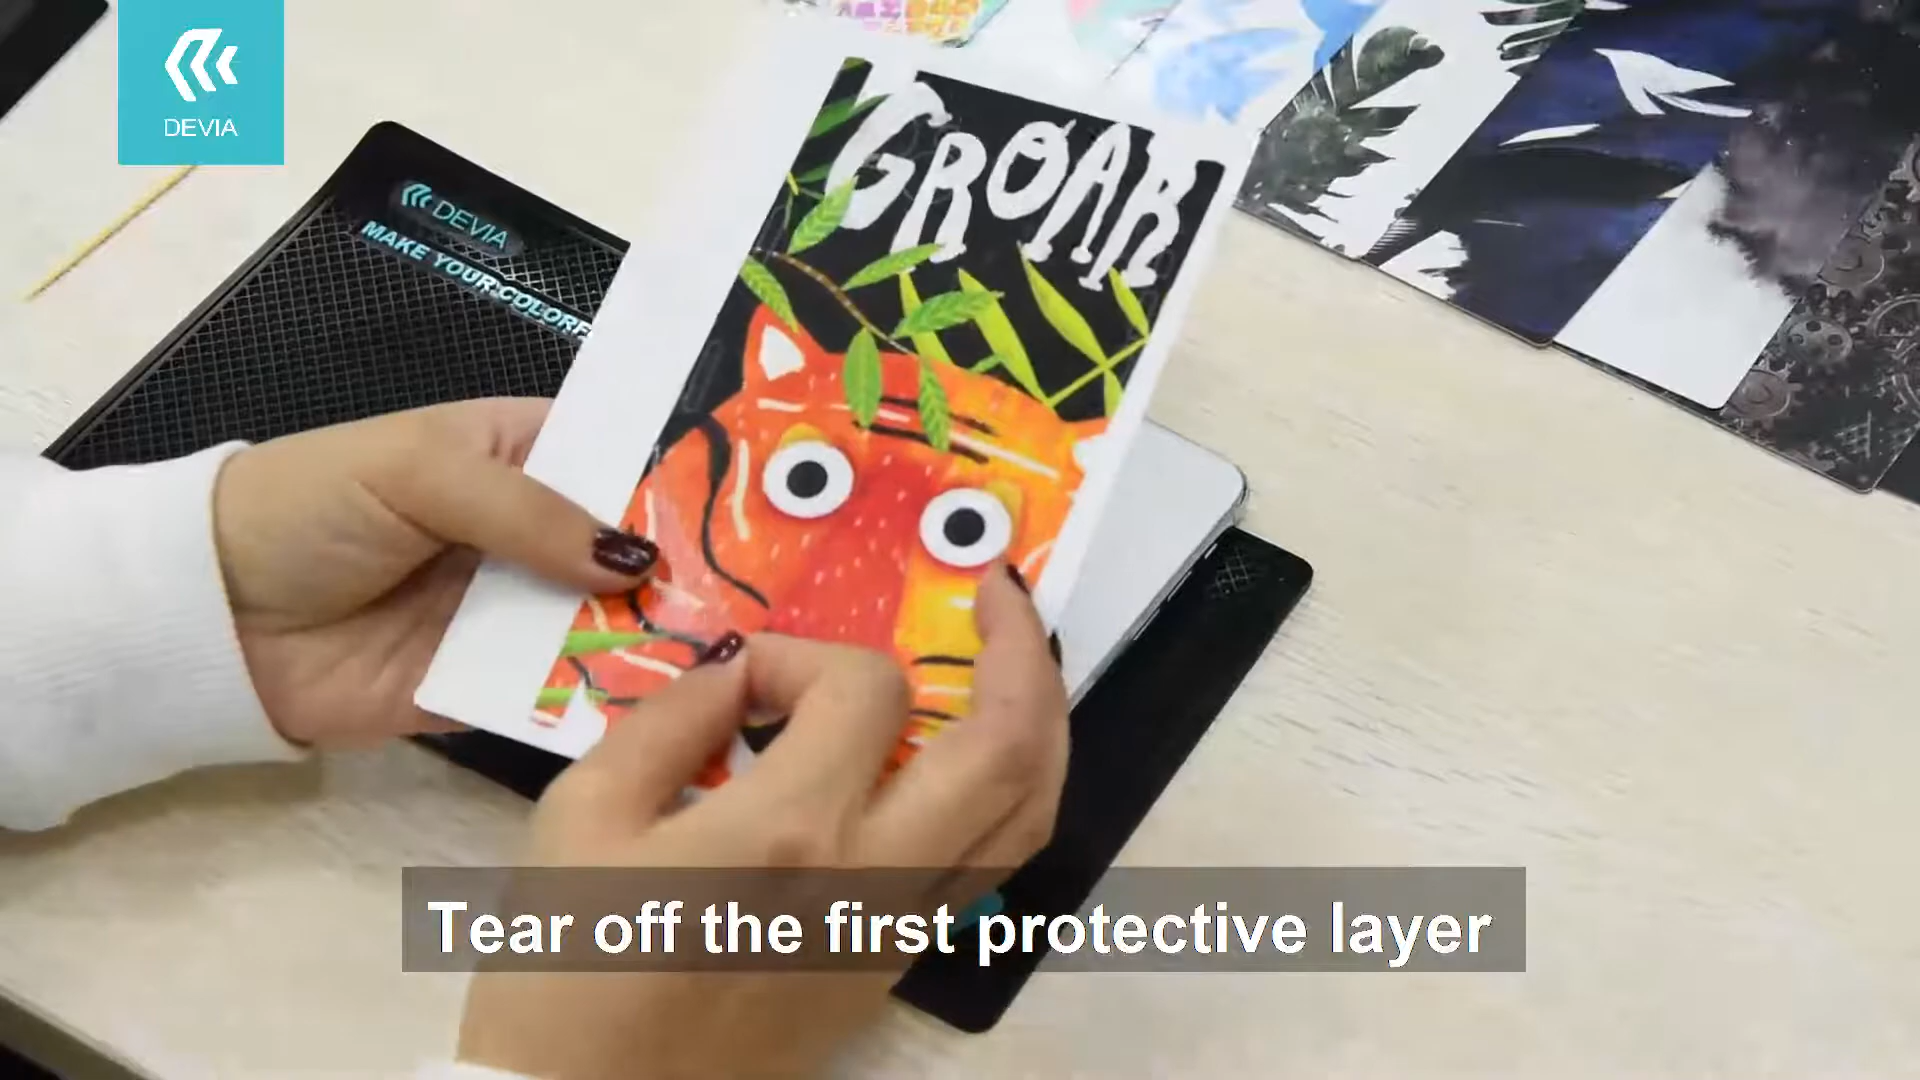 DEVIA
GROAR
DEVIA
MAKE YOUR COLORF
Tear off the first protective layer